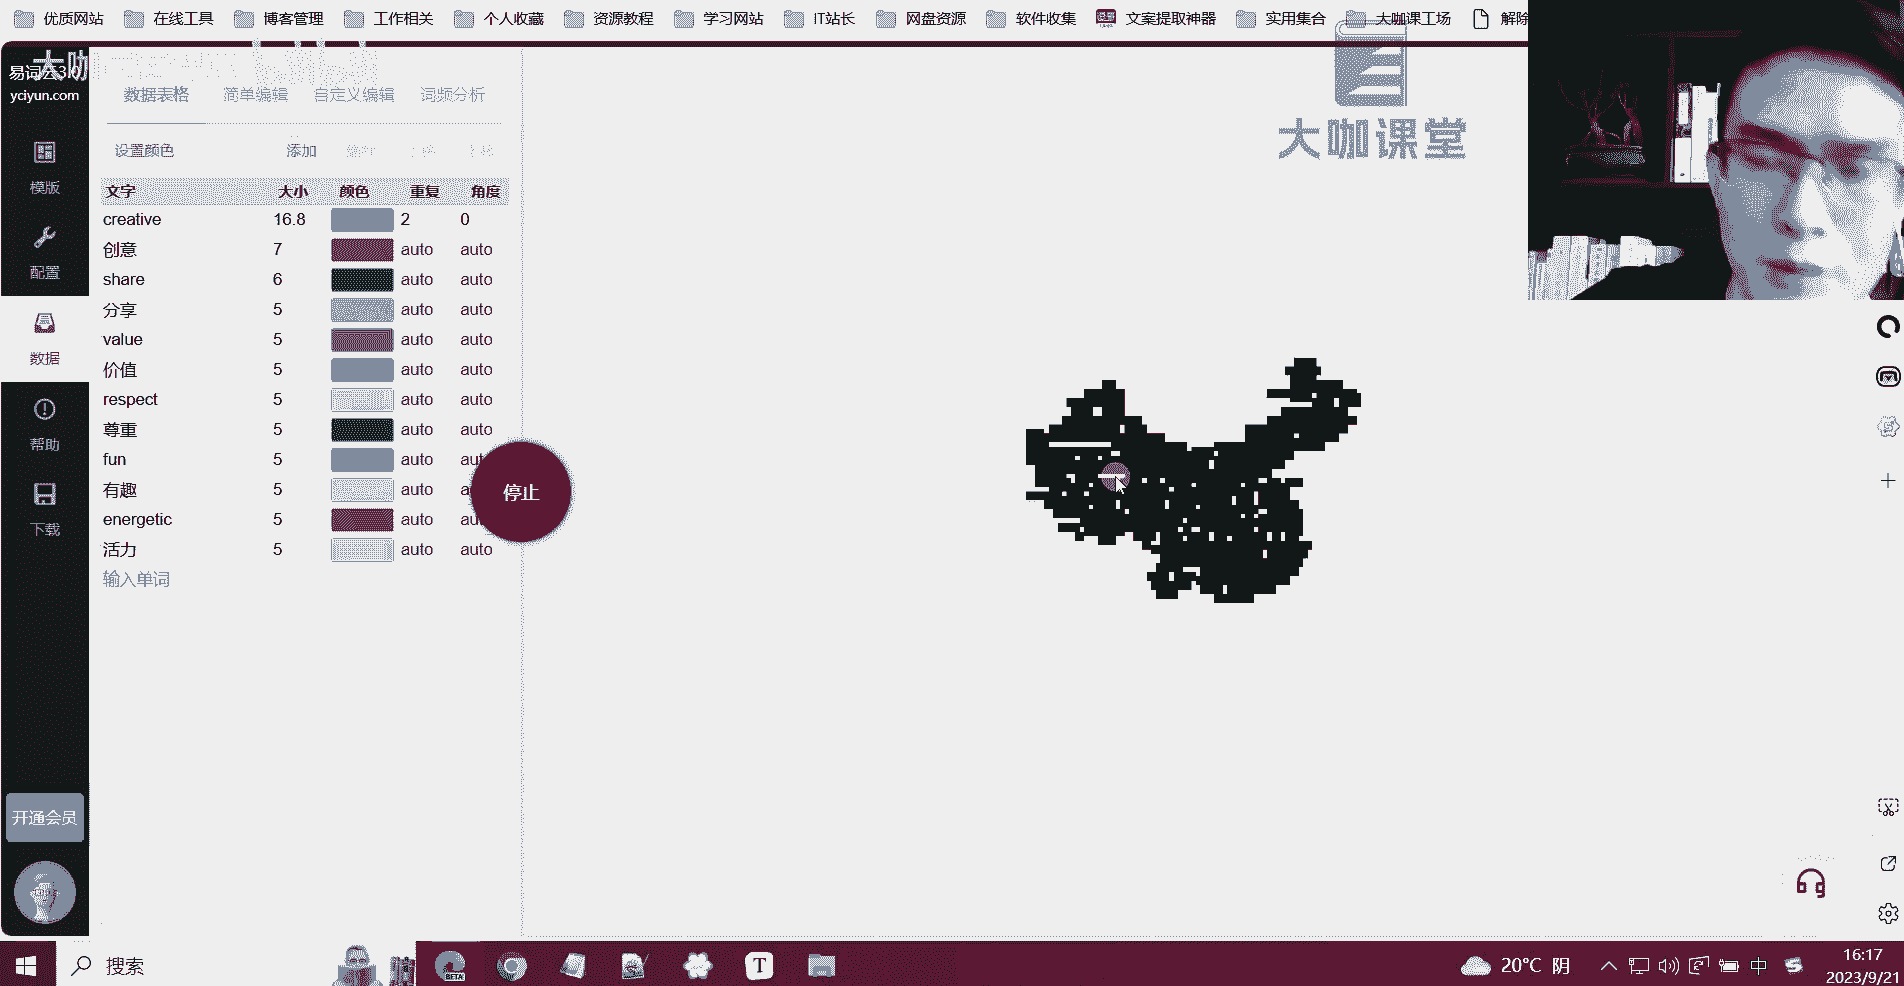 优质网站 在线工具 博客管理 工作相关 个人收藏 资源教程 学习网站 IT站长 网盘资源 软件收集 文案提取神器 实用集合 大咖课工场 解除
大咖
易词云3.0
yciyun.com
数据表格 简单编辑 自定义编辑 词频分析
大咖课堂
设置颜色 添加
模版
文字 大小 颜色 重复 角度
creative 16.8 2 0
创意 7 auto auto
配置
share 6 auto auto
分享 5 auto auto
value 5 auto auto
数据
价值 5 auto auto
respect 5 auto auto
尊重 5 auto auto
帮助
fun 5 auto
有趣 5 auto
停止
energetic 5 auto
下载
活力 5 auto auto
输入单词
开通会员
搜索
BETA
T
20°C 阴
中
16:17
2023/9/21